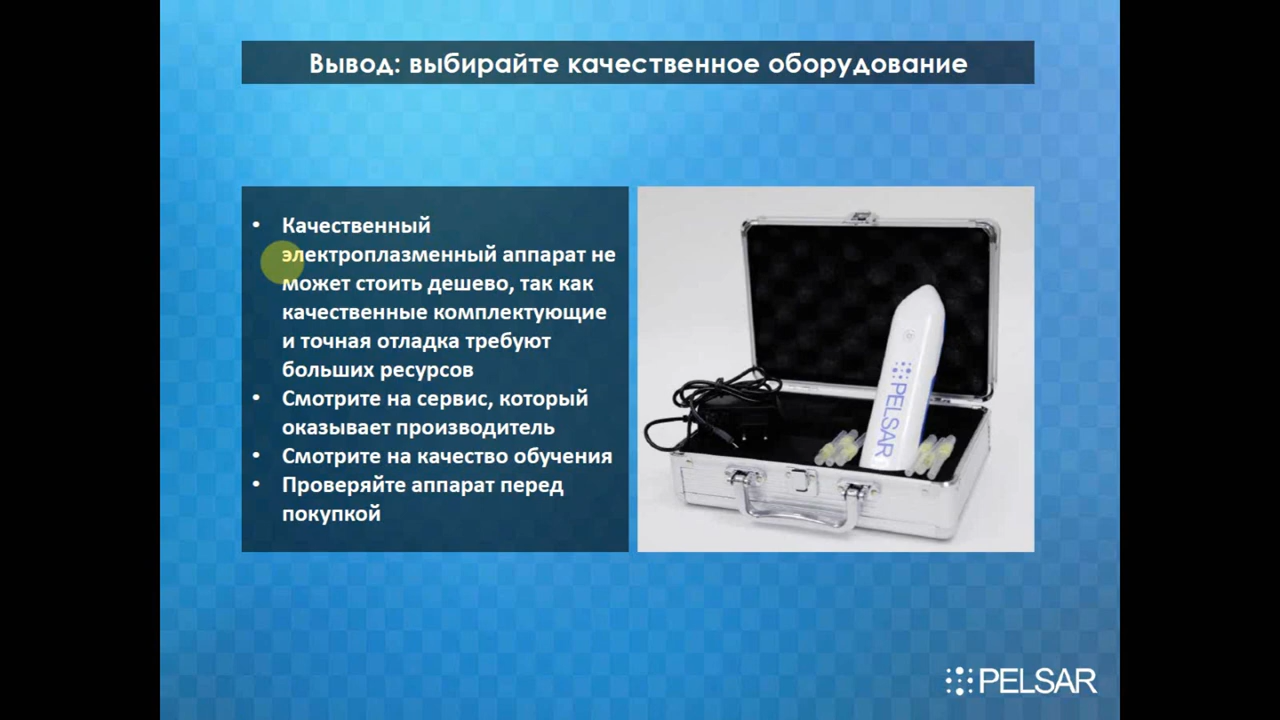 Вывод: выбирайте качественное оборудование
• Качественный
электроплазменный аппарат не
может стоить дешево, так как
качественные комплектующие
и точная отладка требуют
больших ресурсов
• Смотрите на сервис, который
оказывает производитель
• Смотрите на качество обучения
• Проверяйте аппарат перед
покупкой
PELSAR
PELSAR